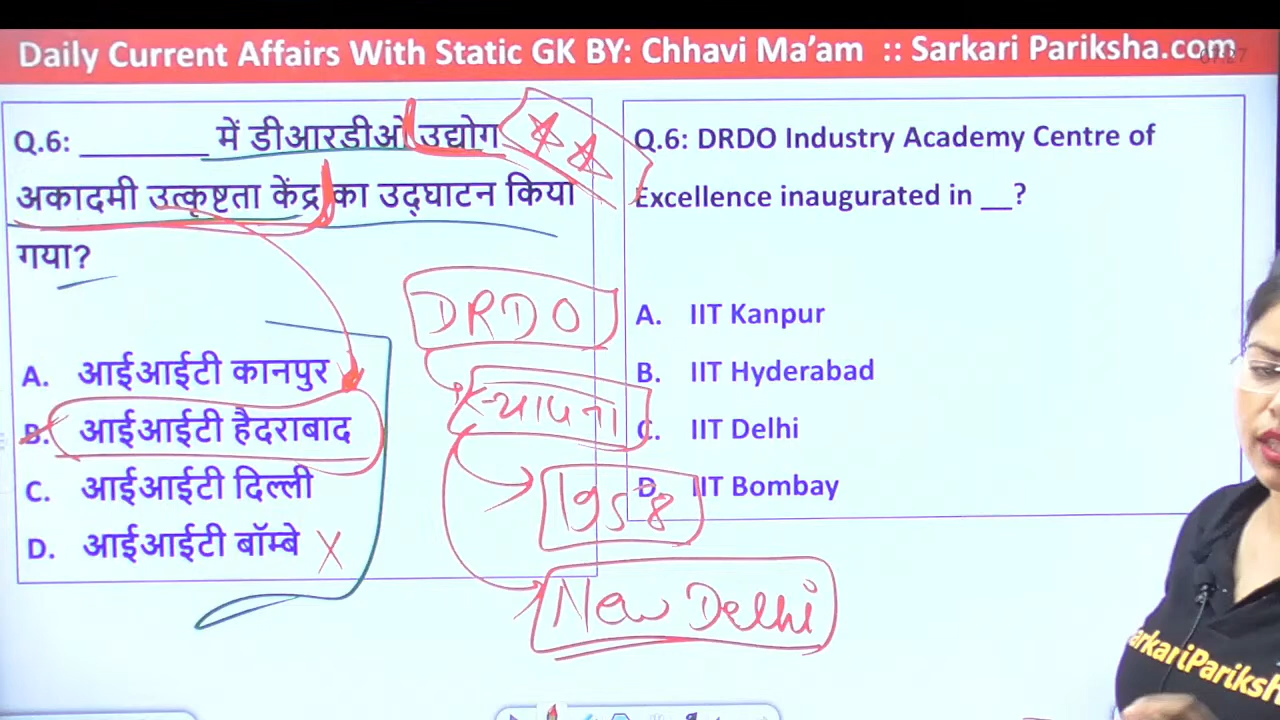 Daily Current Affairs With Static GK BY: Chhavi Ma’am :: Sarkari Pariksha.com
Q.6: ________ में डीआरडीओ उद्योग
अकादमी उत्कृष्टता केंद्र का उद्घाटन किया
गया?
A. आईआईटी कानपुर
B. आईआईटी हैदराबाद
C. आईआईटी दिल्ली
D. आईआईटी बॉम्बे X
DRDO
स्थापना
1958
New Delhi
Q.6: DRDO Industry Academy Centre of
Excellence inaugurated in __?
A. IIT Kanpur
B. IIT Hyderabad
C. IIT Delhi
D. IIT Bombay
SarkariPariksh